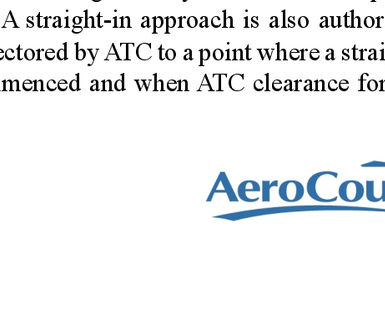 A straight-in approach is also author
ectored by ATC to a point where a strai
menced and when ATC clearance for
AeroCou